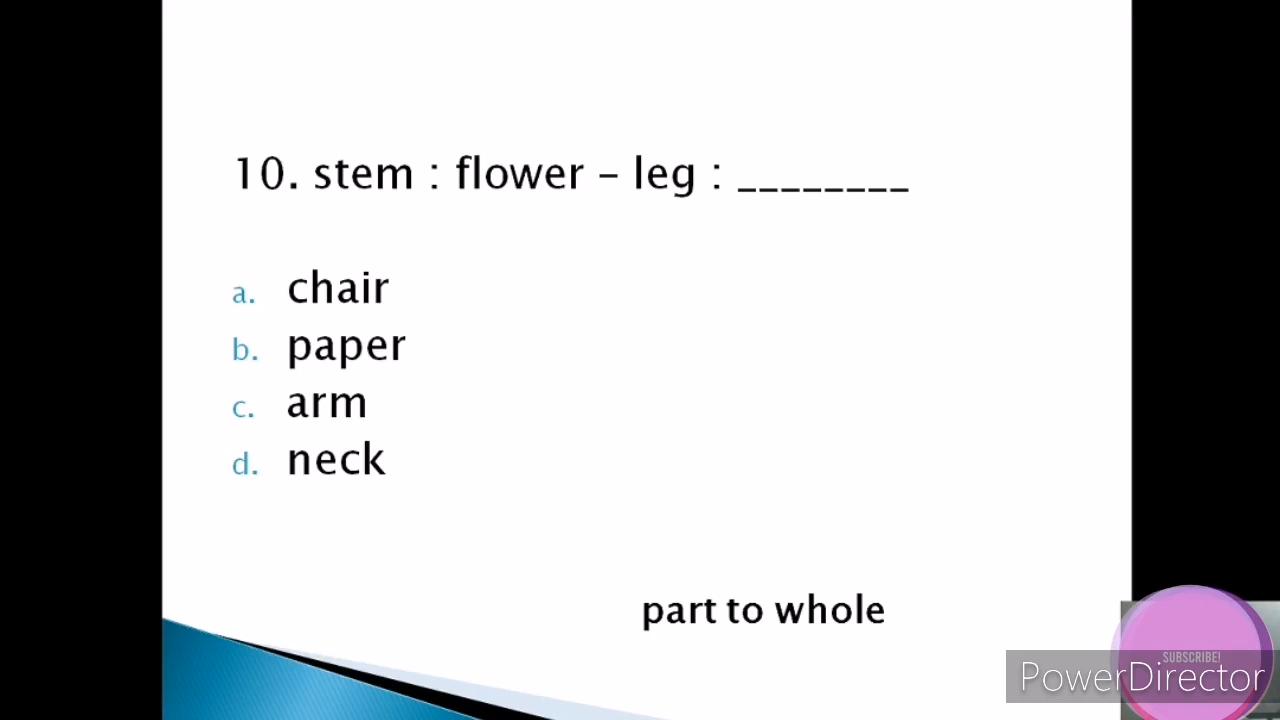 10. stem : flower – leg : ________
a. chair
b. paper
c. arm
d. neck
part to whole
SUBSCRIBE!
PowerDirector